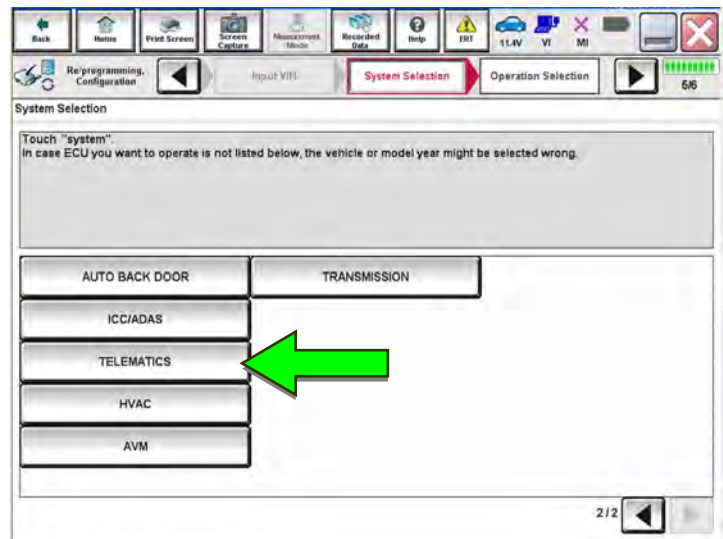 Back
Home
Print Screen
Screen
Capture
Measurement
Mode
Recorded
Data
Help
ERT
11.4V
VI
MI
Re/programming,
Configuration
Input VIN
System Selection
Operation Selection
5/6
System Selection
Touch "system".
In case ECU you want to operate is not listed below, the vehicle or model year might be selected wrong.
AUTO BACK DOOR
TRANSMISSION
ICC/ADAS
TELEMATICS
HVAC
AVM
2/2